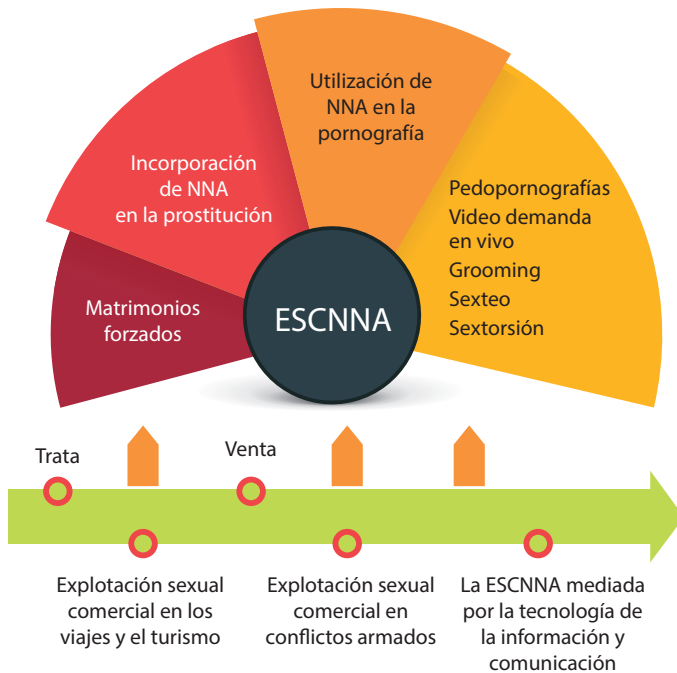 Utilización de
NNA en la
pornografía
Incorporación
de NNA
en la prostitución
Pedopornografías
Video demanda
en vivo
Grooming
Sexteo
Sextorsión
Matrimonios
forzados
ESCNNA
Trata
Venta
Explotación sexual
comercial en los
viajes y el turismo
Explotación sexual
comercial en
conflictos armados
La ESCNNA mediada
por la tecnología de
la información y
comunicación